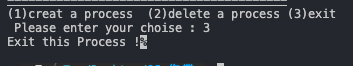 (1)creat a process (2)delete a process (3)exit
Please enter your choise : 3
Exit this Process !%